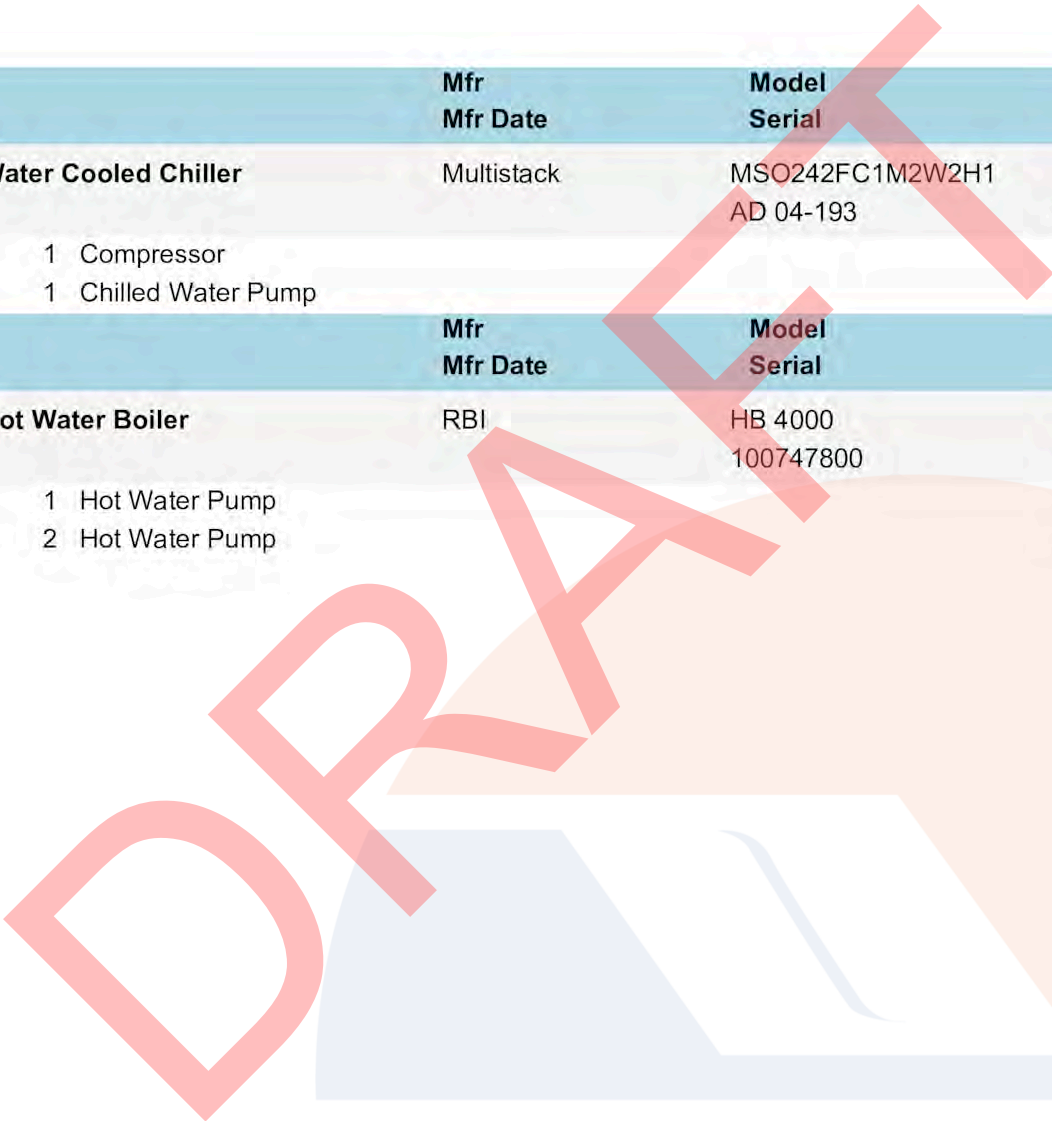 Mfr Model
Mfr Date Serial
Water Cooled Chiller Multistack MSO242FC1M2W2H1
AD 04-193
1 Compressor
1 Chilled Water Pump
Mfr Model
Mfr Date Serial
ot Water Boiler RBI HB 4000
100747800
1 Hot Water Pump
2 Hot Water Pump
DRAFT